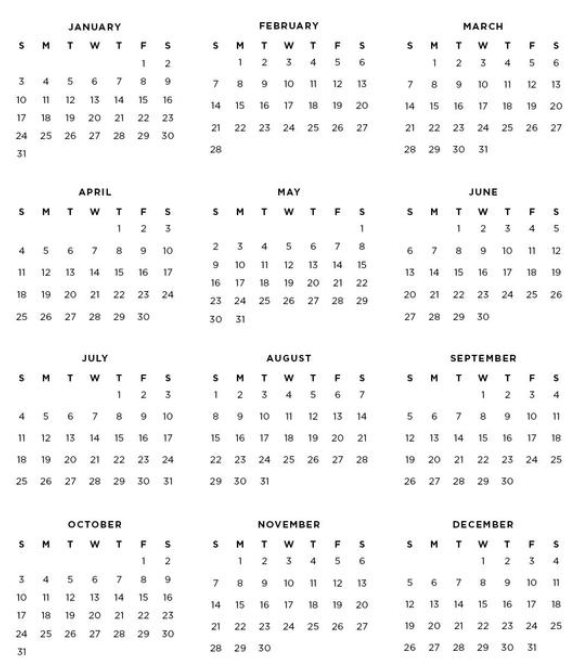 JANUARY
S M T W T F S
1 2
3 4 5 6 7 8 9
10 11 12 13 14 15 16
17 18 19 20 21 22 23
24 25 26 27 28 29 30
31
FEBRUARY
S M T W T F S
1 2 3 4 5 6
7 8 9 10 11 12 13
14 15 16 17 18 19 20
21 22 23 24 25 26 27
28
MARCH
S M T W T F S
1 2 3 4 5 6
7 8 9 10 11 12 13
14 15 16 17 18 19 20
21 22 23 24 25 26 27
28 29 30 31
APRIL
S M T W T F S
1 2 3
4 5 6 7 8 9 10
11 12 13 14 15 16 17
18 19 20 21 22 23 24
25 26 27 28 29 30
MAY
S M T W T F S
1
2 3 4 5 6 7 8
9 10 11 12 13 14 15
16 17 18 19 20 21 22
23 24 25 26 27 28 29
30 31
JUNE
S M T W T F S
1 2 3 4 5
6 7 8 9 10 11 12
13 14 15 16 17 18 19
20 21 22 23 24 25 26
27 28 29 30
JULY
S M T W T F S
1 2 3
4 5 6 7 8 9 10
11 12 13 14 15 16 17
18 19 20 21 22 23 24
25 26 27 28 29 30 31
AUGUST
S M T W T F S
1 2 3 4 5 6 7
8 9 10 11 12 13 14
15 16 17 18 19 20 21
22 23 24 25 26 27 28
29 30 31
SEPTEMBER
S M T W T F S
1 2 3 4
5 6 7 8 9 10 11
12 13 14 15 16 17 18
19 20 21 22 23 24 25
26 27 28 29 30
OCTOBER
S M T W T F S
1 2
3 4 5 6 7 8 9
10 11 12 13 14 15 16
17 18 19 20 21 22 23
24 25 26 27 28 29 30
31
NOVEMBER
S M T W T F S
1 2 3 4 5 6
7 8 9 10 11 12 13
14 15 16 17 18 19 20
21 22 23 24 25 26 27
28 29 30
DECEMBER
S M T W T F S
1 2 3 4
5 6 7 8 9 10 11
12 13 14 15 16 17 18
19 20 21 22 23 24 25
26 27 28 29 30 31